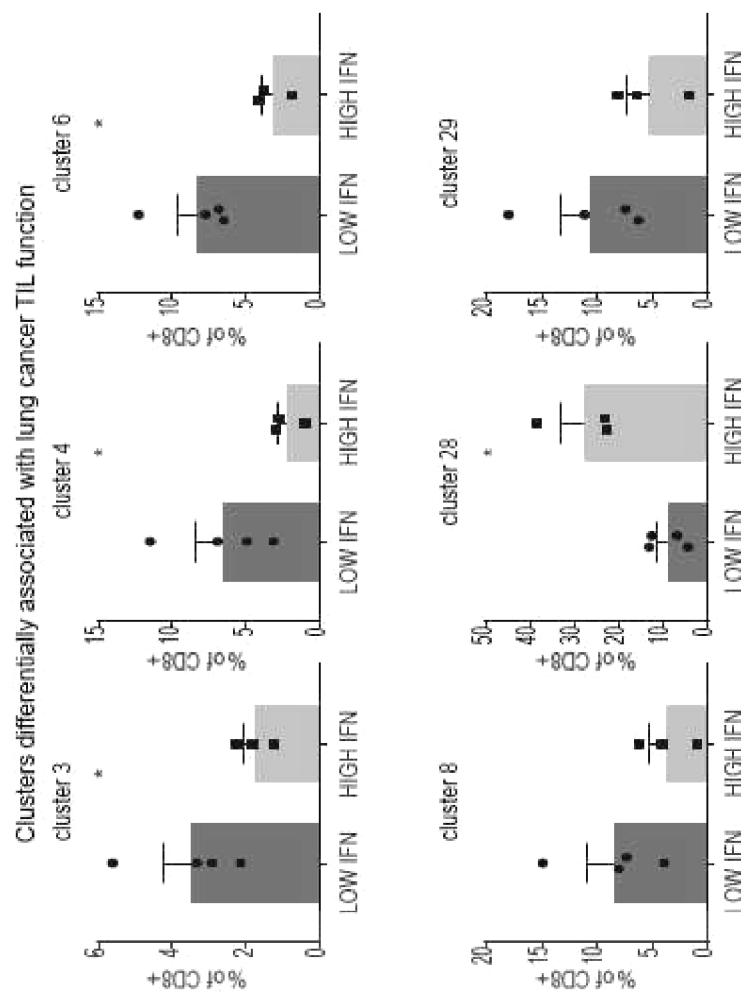 Clusters differentially associated with lung cancer TIL function
cluster 3
*
% of CD8+
6
4
2
0
LOW IFN
HIGH IFN
cluster 4
*
% of CD8+
15
10
5
0
LOW IFN
HIGH IFN
cluster 6
*
% of CD8+
15
10
5
0
LOW IFN
HIGH IFN
cluster 8
% of CD8+
20
15
10
5
0
LOW IFN
HIGH IFN
cluster 28
*
% of CD8+
50
40
30
20
10
0
LOW IFN
HIGH IFN
cluster 29
% of CD8+
20
15
10
5
0
LOW IFN
HIGH IFN